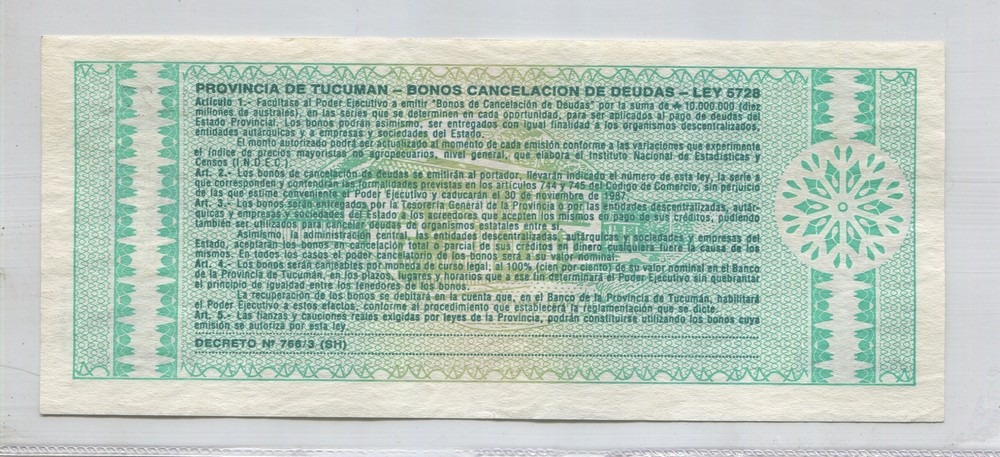 PROVINCIA DE TUCUMAN – BONOS CANCELACION DE DEUDAS – LEY 5728
Artículo 1.- Facúltase al Poder Ejecutivo a emitir "Bonos de Cancelación de Deudas" por la suma de ₳ 10.000.000 (diez
millones de australes), en las series que se determinen en cada oportunidad, para ser aplicados al pago de deudas del
Estado Provincial. Los bonos podrán asimismo, ser entregados con igual finalidad a los organismos descentralizados,
entidades autárquicas y a empresas y sociedades del Estado.
El monto autorizado podrá ser actualizado al momento de cada emisión conforme a las variaciones que experimente
el índice de precios mayoristas no agropecuarios, nivel general, que elabora el Instituto Nacional de Estadísticas y
Censos (I.N.D.E.C.).
Art. 2.- Los bonos de cancelación de deudas se emitirán al portador, llevarán indicado el número de esta ley, la serie a
que corresponden y contendrán las formalidades previstas en los artículos 744 y 745 del Código de Comercio, sin perjuicio
de las que estime conveniente el Poder Ejecutivo y caducarán el 30 de noviembre de 1987.
Art. 3.- Los bonos serán entregados por la Tesorería General de la Provincia o por las entidades descentralizadas, autár-
quicas y empresas y sociedades del Estado a los acreedores que acepten los mismos en pago de sus créditos, pudiendo
también ser utilizados para cancelar deudas de organismos estatales entre sí.
Asimismo, la administración central, las entidades descentralizadas, autárquicas y sociedades y empresas del
Estado, aceptarán los bonos en cancelación total o parcial de sus créditos en dinero cualquiera fuere la causa de los
mismos. En todos los casos el poder cancelatorio de los bonos será a su valor nominal.
Art. 4.- Los bonos serán canjeables por moneda de curso legal, al 100% (cien por ciento) de su valor nominal en el Banco
de la Provincia de Tucumán, en los plazos, lugares y horarios que a ese fin determinará el Poder Ejecutivo sin quebrantar
el principio de igualdad entre los tenedores de los bonos.
La recuperación de los bonos se debitará en la cuenta que, en el Banco de la Provincia de Tucumán, habilitará
el Poder Ejecutivo a estos efectos, conforme al procedimiento que establecerá la reglamentación que se dicte.
Art. 5.- Las fianzas y cauciones reales exigidas por leyes de la Provincia, podrán constituirse utilizando los bonos cuya
emisión se autoriza por esta ley.
DECRETO Nº 766/3 (SH)